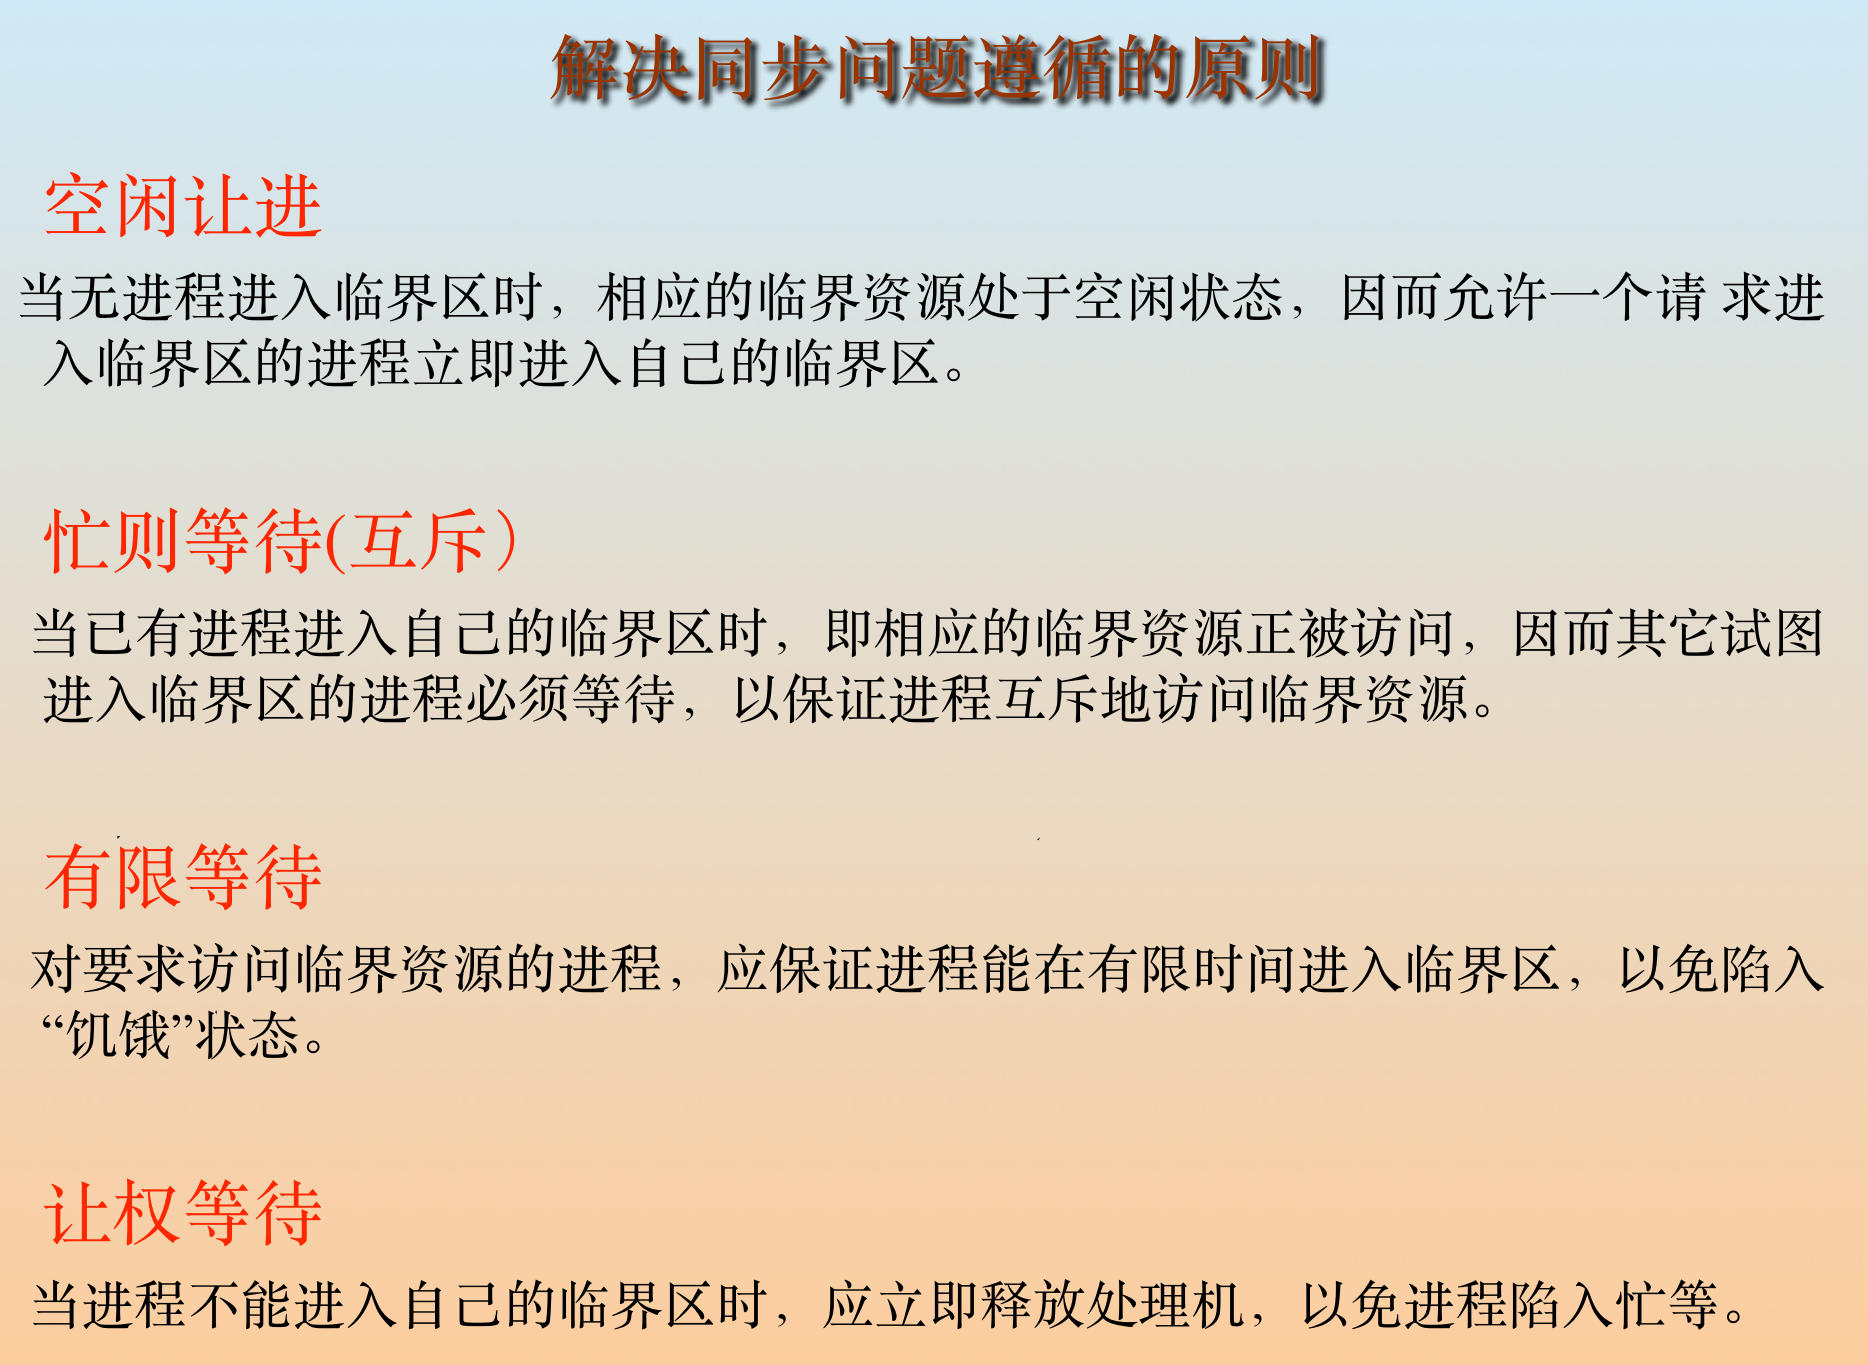 解决同步问题遵循的原则
空闲让进
当无进程进入临界区时，相应的临界资源处于空闲状态，因而允许一个请 求进
入临界区的进程立即进入自己的临界区。
忙则等待(互斥）
当已有进程进入自己的临界区时，即相应的临界资源正被访问，因而其它试图
进入临界区的进程必须等待，以保证进程互斥地访问临界资源。
有限等待
对要求访问临界资源的进程，应保证进程能在有限时间进入临界区，以免陷入
“饥饿”状态。
让权等待
当进程不能进入自己的临界区时，应立即释放处理机，以免进程陷入忙等。